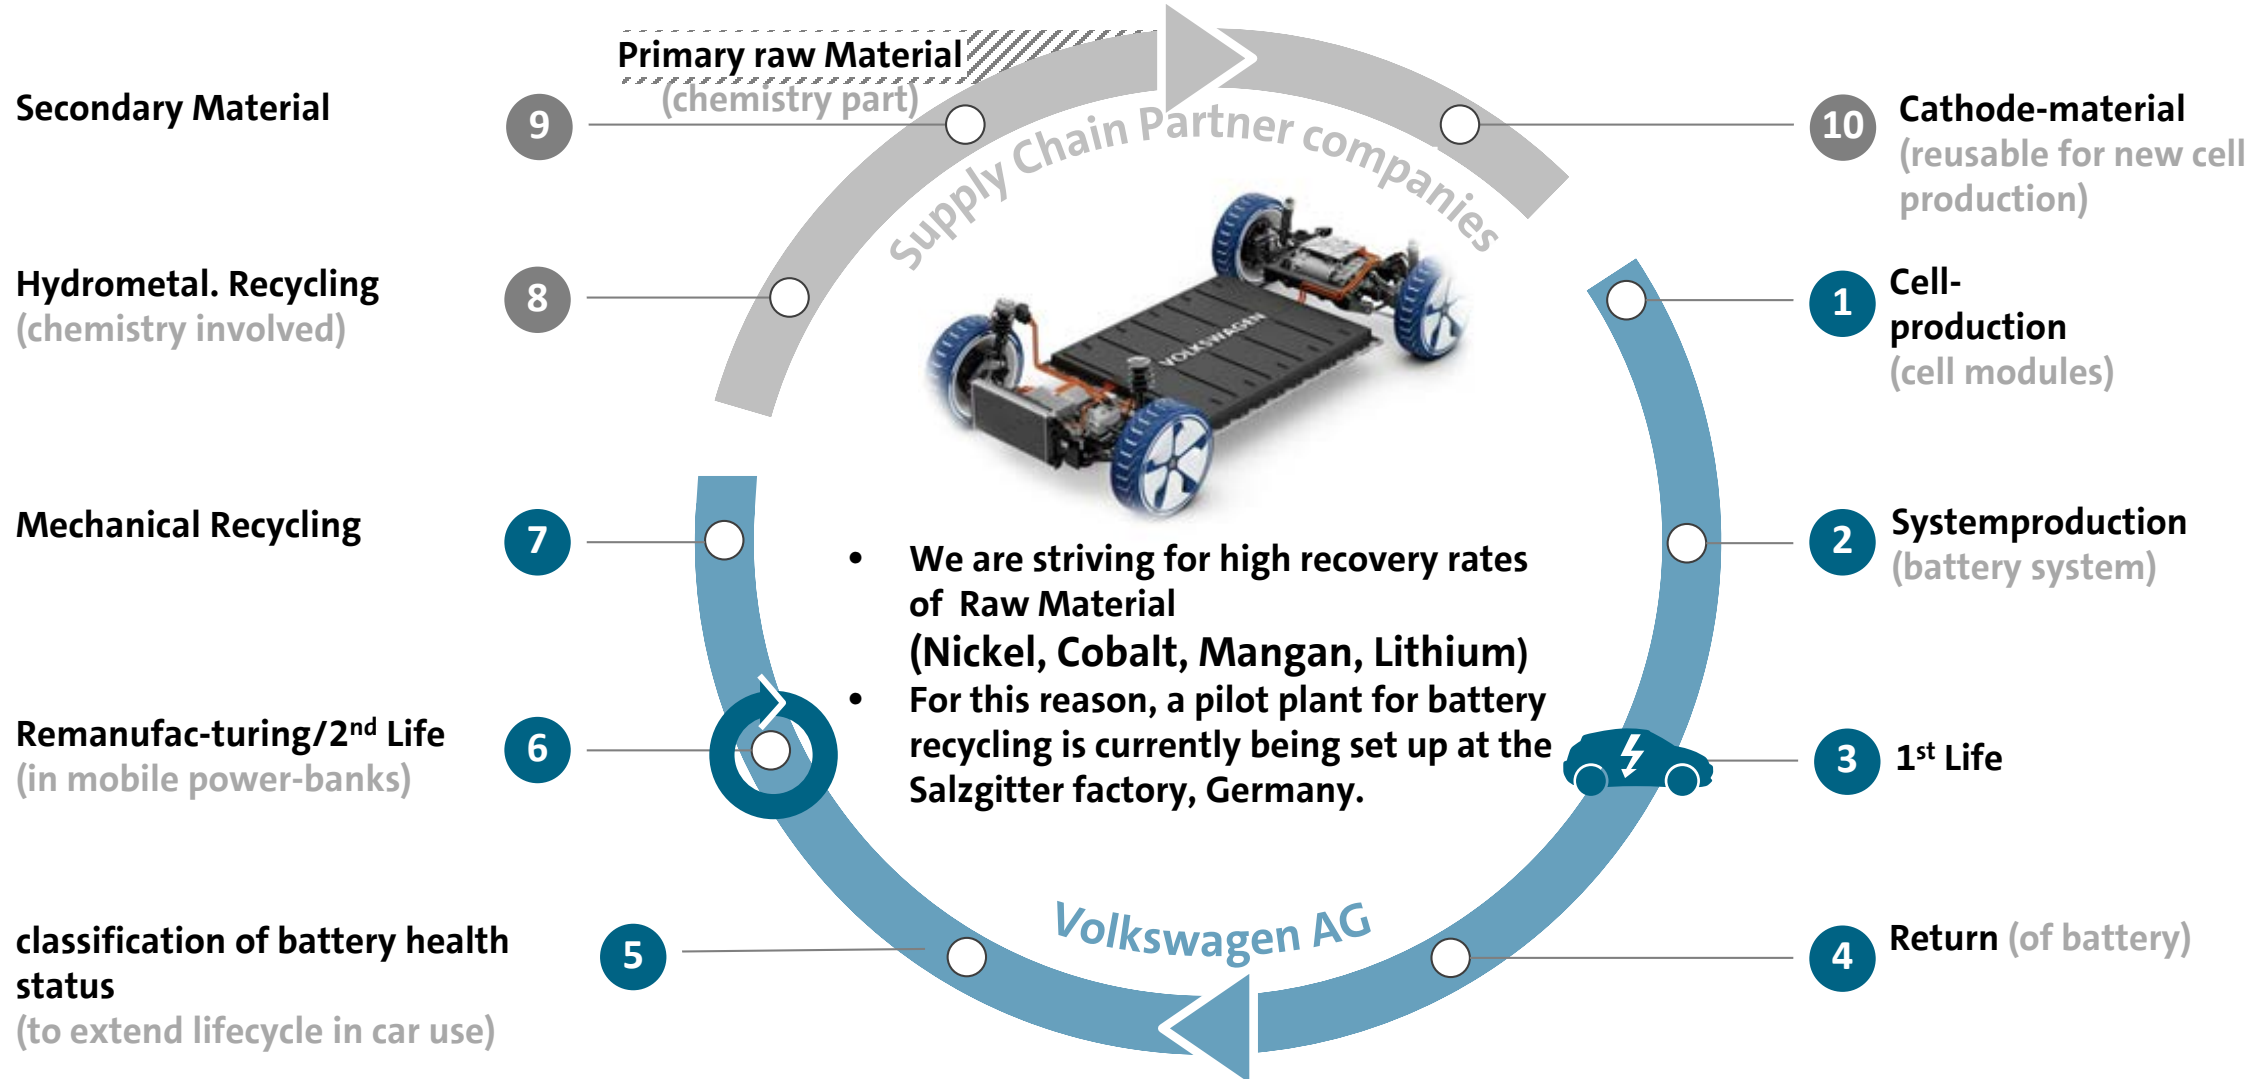 Primary raw Material
(chemistry part)
Secondary Material
9
10
Cathode-material
(reusable for new cell
production)
Supply Chain Partner companies
Hydrometal. Recycling
(chemistry involved)
8
1
Cell-
production
(cell modules)
VOLKSWAGEN
Mechanical Recycling
7
2
Systemproduction
(battery system)
• We are striving for high recovery rates
of Raw Material
(Nickel, Cobalt, Mangan, Lithium)
• For this reason, a pilot plant for battery
recycling is currently being set up at the
Salzgitter factory, Germany.
Remanufac-turing/2nd Life
(in mobile power-banks)
6
3
1st Life
classification of battery health
status
(to extend lifecycle in car use)
5
Volkswagen AG
4
Return (of battery)